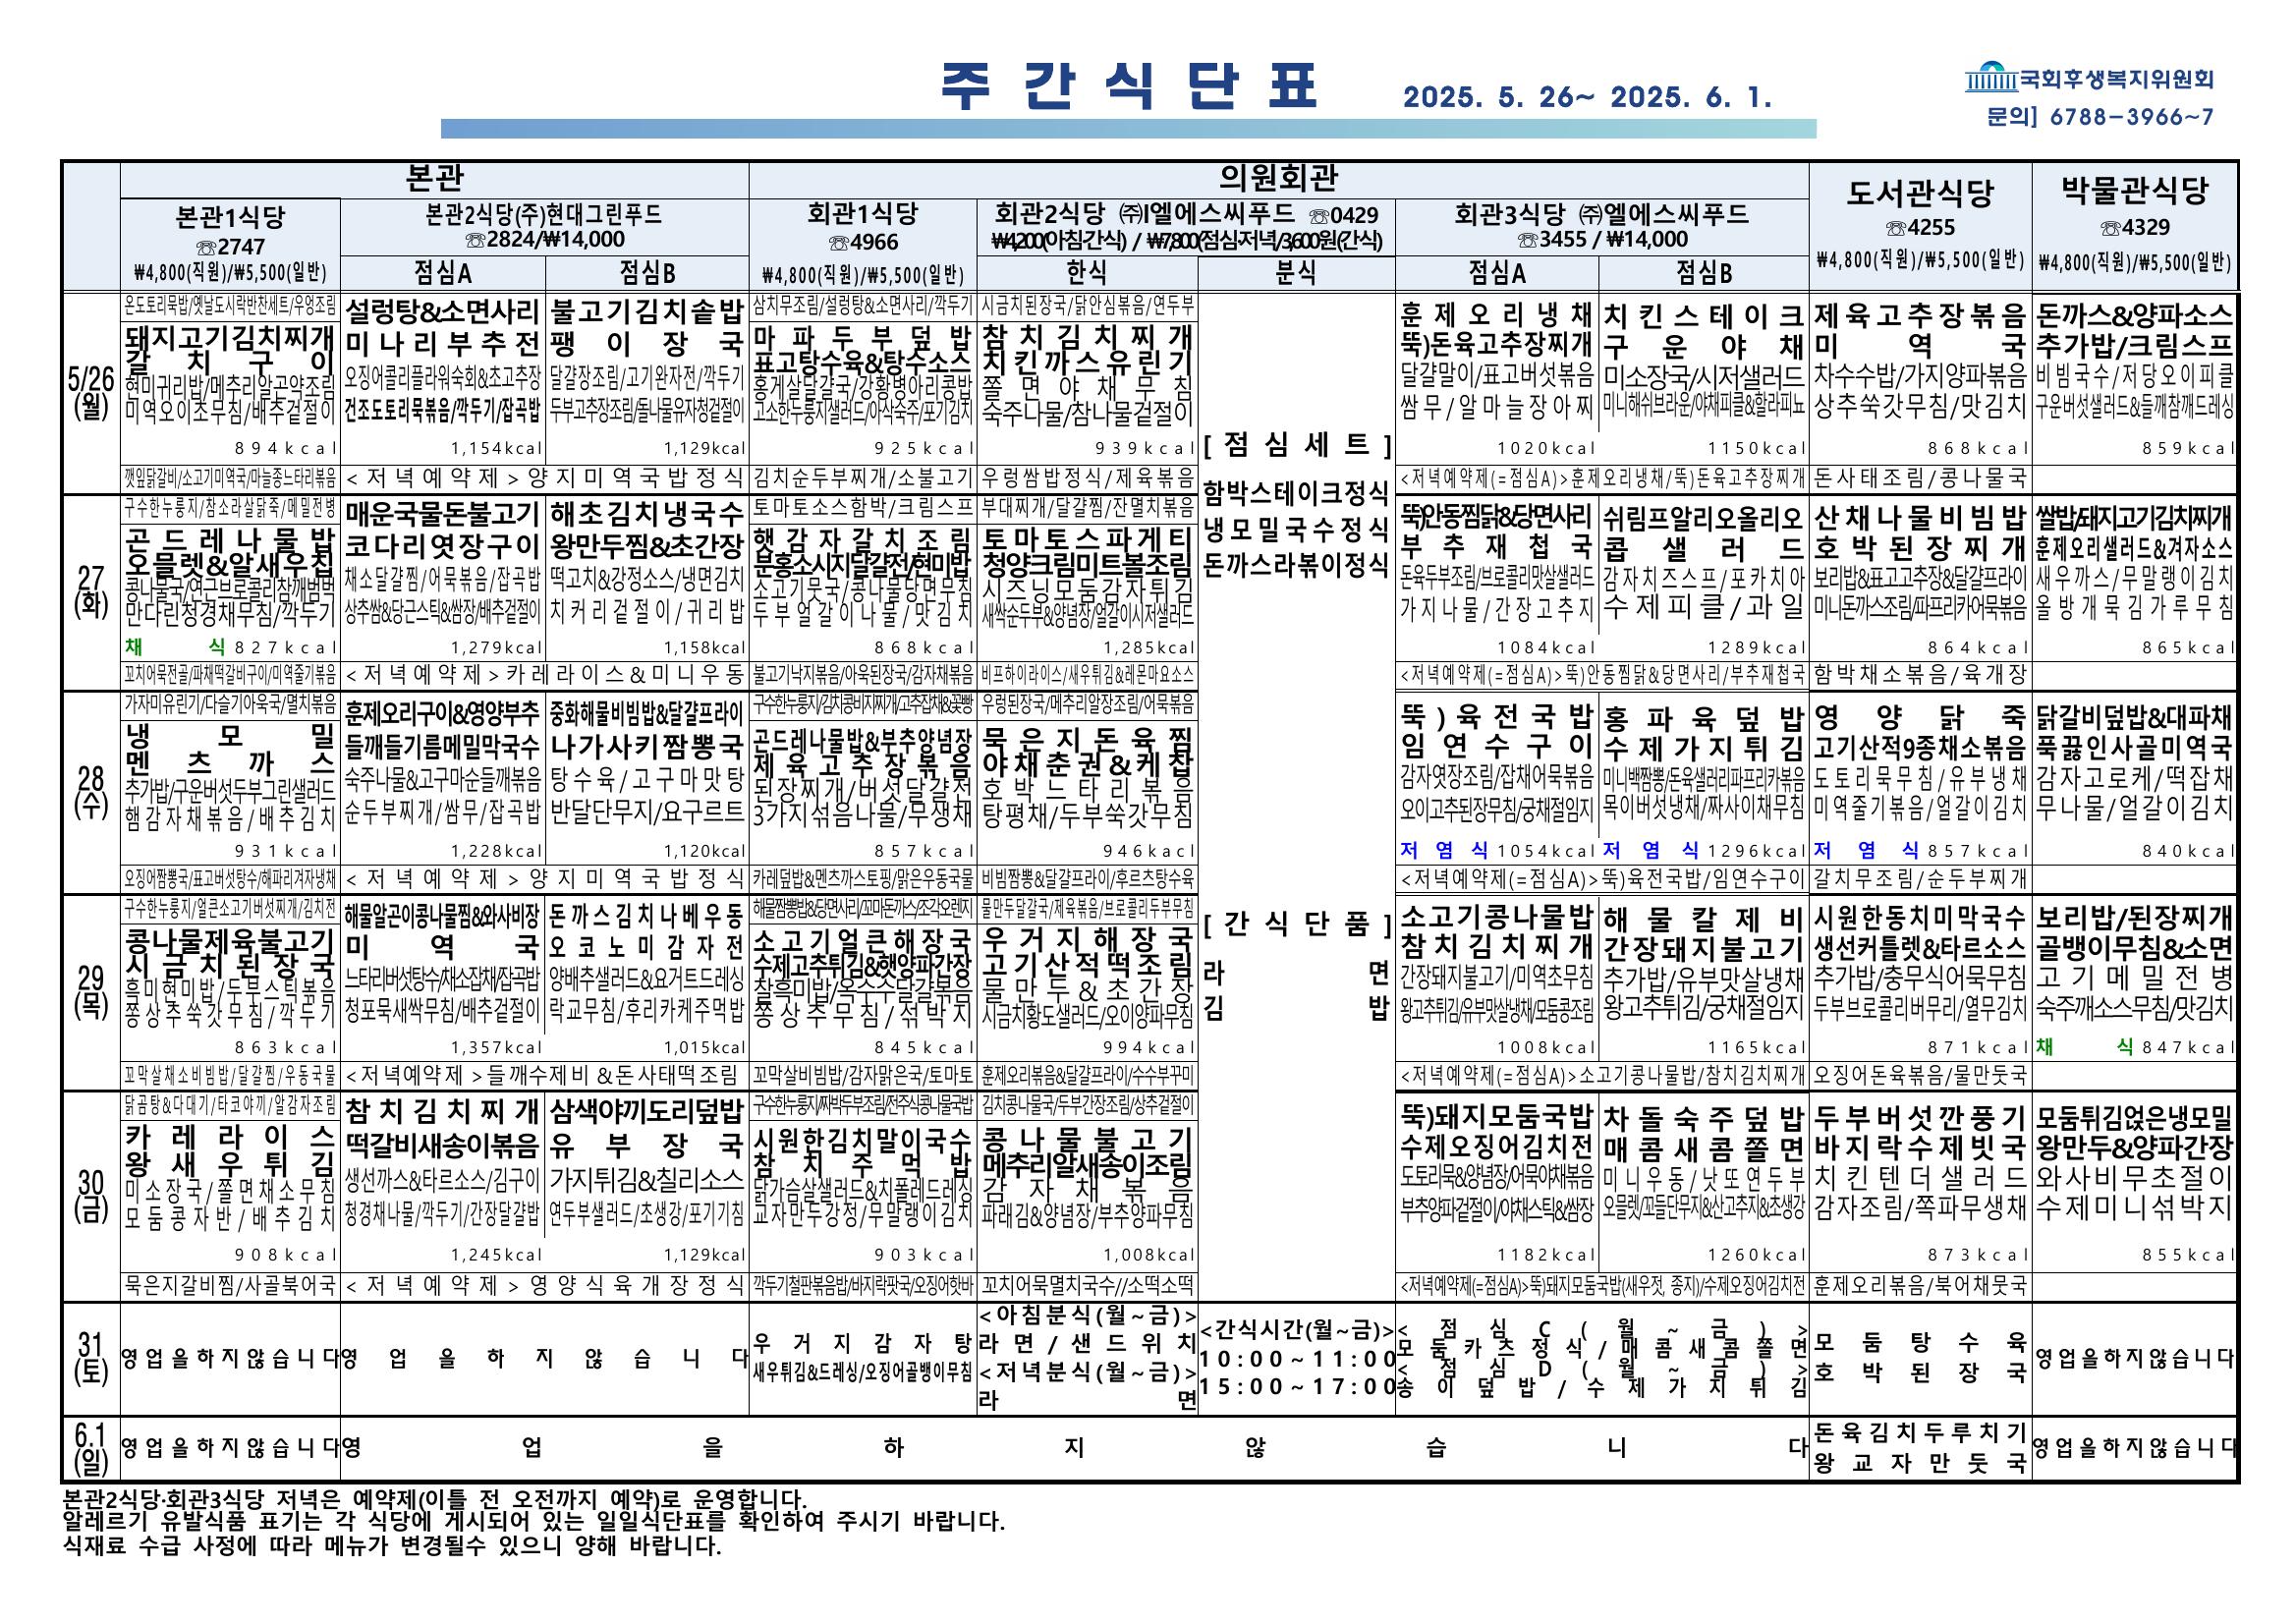 주간식단표 2025. 5. 26~ 2025. 6. 1.
국회후생복지위원회
문의] 6788-3966~7
본관
의원회관
도서관식당
☏4255
₩4,800(직원)/₩5,500(일반)
박물관식당
☏4329
₩4,800(직원)/₩5,500(일반)
본관1식당
☏2747
₩4,800(직원)/₩5,500(일반)
본관2식당(주)현대그린푸드
☏2824/₩14,000
점심A
점심B
회관1식당
☏4966
₩4,800(직원)/₩5,500(일반)
회관2식당 ㈜엘에스씨푸드 ☏0429
₩4,200(아침·간식) / ₩7,800(점심·저녁/3,600원(간식)
한식
분식
회관3식당 ㈜엘에스씨푸드
☏3455 / ₩14,000
점심A
점심B
5/26
(월)
온도토리묵밥/옛날도시락반찬세트/우엉조림
돼지고기김치찌개
갈치구이
현미귀리밥/메추리알곤약조림
미역오이초무침/배추겉절이
894kcal
깻잎닭갈비/소고기미역국/마늘종느타리볶음
설렁탕&소면사리
미나리부추전
오징어콜리플라워숙회&초고추장
건조도토리묵볶음/깍두기/잡곡밥
1,154kcal
불고기김치솥밥
팽이장국
달걀장조림/고기완자전/깍두기
두부고추장조림/돌나물유자청겉절이
1,129kcal
<저녁예약제>양지미역국밥정식
삼치무조림/설렁탕&소면사리/깍두기
마파두부덮밥
표고탕수육&탕수소스
홍게살달걀국/강황병아리콩밥
고소한누룽지샐러드/아삭숙주/포기김치
925kcal
김치순두부찌개/소불고기
시금치된장국/닭안심볶음/연두부
참치김치찌개
치킨까스유린기
쫄면야채무침
숙주나물/참나물겉절이
939kcal
우렁쌈밥정식/제육볶음
훈제오리냉채
뚝)돈육고추장찌개
달걀말이/표고버섯볶음
쌈무/알마늘장아찌
1020kcal
치킨스테이크
구운야채
미소장국/시저샐러드
미니해쉬브라운/야채피클&할라피뇨
1150kcal
<저녁예약제(=점심A)>훈제오리냉채/뚝)돈육고추장찌개
제육고추장볶음
미역국
차수수밥/가지양파볶음
상추쑥갓무침/맛김치
868kcal
돈사태조림/콩나물국
돈까스&양파소스
추가밥/크림스프
비빔국수/저당오이피클
구운버섯샐러드&들깨참깨드레싱
859kcal
[점심세트]
함박스테이크정식
냉모밀국수정식
돈까스라볶이정식
27
(화)
구수한누룽지/참소라살닭죽/메밀전병
곤드레나물밥
오믈렛&알새우칩
콩나물국/연근브로콜리참깨범벅
만다린청경채무침/깍두기
채식 827kcal
꼬치어묵전골/파채떡갈비구이/미역줄기볶음
매운국물돈불고기
코다리엿장구이
채소달걀찜/어묵볶음/잡곡밥
상추쌈&당근스틱&쌈장/배추겉절이
1,279kcal
해초김치냉국수
왕만두찜&초간장
떡고치&강정소스/냉면김치
치커리겉절이/귀리밥
1,158kcal
<저녁예약제>카레라이스&미니우동
토마토소스함박/크림스프
햇감자갈치조림
분홍소시지달걀전/현미밥
소고기뭇국/콩나물냉면무침
두부얼갈이나물/맛김치
868kcal
불고기낙지볶음/아욱된장국/감자채볶음
부대찌개/달걀찜/잔멸치볶음
토마토스파게티
청양크림미트볼조림
시즈닝모둠감자튀김
새싹순두부&양념장/얼갈이시저샐러드
1,285kcal
비프하이라이스/새우튀김&레몬마요소스
뚝)안동찜닭&당면사리
부추재첩국
돈육두부조림/브로콜리맛살샐러드
가지나물/간장고추지
1084kcal
쉬림프알리오올리오
콥샐러드
감자치즈스프/포카치아
수제피클/과일
1289kcal
<저녁예약제(=점심A)>뚝)안동찜닭&당면사리/부추재첩국
산채나물비빔밥
호박된장찌개
보리밥&표고고추장&달걀프라이
미니돈까스조림/파프리카어묵볶음
864kcal
함박채소볶음/육개장
쌀밥/돼지고기김치찌개
훈제오리샐러드&겨자소스
새우까스/무말랭이김치
올방개묵김가루무침
865kcal
28
(수)
가자미유린기/다슬기아욱국/멸치볶음
냉모밀
멘츠까스
추가밥/구운버섯두부그린샐러드
햄감자채볶음/배추김치
931kcal
오징어짬뽕국/표고버섯탕수/해파리겨자냉채
훈제오리구이&영양부추
들깨들기름메밀막국수
숙주나물&고구마순들깨볶음
순두부찌개/쌈무/잡곡밥
1,228kcal
중화해물비빔밥&달걀프라이
나가사키짬뽕국
탕수육/고구마맛탕
반달단무지/요구르트
1,120kcal
<저녁예약제>양지미역국밥정식
구수한누룽지/김치콩비지찌개/고추잡채&꽃빵
곤드레나물밥&부추양념장
제육고추장볶음
된장찌개/버섯달걀전
3가지섞음나물/무생채
857kcal
카레덮밥&멘츠까스토핑/맑은우동국물
우렁된장국/메추리알장조림/어묵볶음
묵은지돈육찜
야채춘권&케찹
호박느타리볶음
탕평채/두부쑥갓무침
946kacl
비빔짬뽕&달걀프라이/후르츠탕수육
뚝)육전국밥
임연수구이
감자엿장조림/잡채어묵볶음
오이고추된장무침/궁채절임지
저염식 1054kcal
홍파육덮밥
수제가지튀김
미니백짬뽕/돈육샐러리파프리카볶음
목이버섯냉채/짜사이채무침
저염식 1296kcal
<저녁예약제(=점심A)>뚝)육전국밥/임연수구이
영양닭죽
고기산적9종채소볶음
도토리묵무침/유부냉채
미역줄기볶음/얼갈이김치
저염식 857kcal
갈치무조림/순두부찌개
닭갈비덮밥&대파채
푹끓인사골미역국
감자고로케/떡잡채
무나물/얼갈이김치
840kcal
29
(목)
구수한누룽지/얼큰소고기버섯찌개/김치전
콩나물제육불고기
시금치된장국
흑미현미밥/두부스틱볶음
쫑상추쑥갓무침/깍두기
863kcal
꼬막살채소비빔밥/달걀찜/우동국물
해물알곤이콩나물찜&와사비장
미역국
느타리버섯탕수/채소잡채/잡곡밥
청포묵새싹무침/배추겉절이
1,357kcal
돈까스김치나베우동
오코노미감자전
양배추샐러드&요거트드레싱
락교무침/후리카케주먹밥
1,015kcal
<저녁예약제>들깨수제비 &돈사태떡조림
해물짬뽕밥&당면사리/꼬마돈까스/조각오렌지
소고기얼큰해장국
수제고추튀김&햇양파간장
찰흑미밥/옥수수달걀볶음
쫑상추무침/섞박지
845kcal
꼬막살비빔밥/감자맑은국/토마토
물만두달걀국/제육볶음/브로콜리두부무침
우거지해장국
고기산적떡조림
물만두&초간장
시금치황도샐러드/오이양파무침
994kcal
훈제오리볶음&달걀프라이/수수부꾸미
[간식단품]
라면
김밥
소고기콩나물밥
참치김치찌개
간장돼지불고기/미역초무침
왕고추튀김/유부맛살냉채/모둠콩조림
1008kcal
해물칼제비
간장돼지불고기
추가밥/유부맛살냉채
왕고추튀김/궁채절임지
1165kcal
<저녁예약제(=점심A)>소고기콩나물밥/참치김치찌개
시원한동치미막국수
생선커틀렛&타르소스
추가밥/충무식어묵무침
두부브로콜리버무리/열무김치
871kcal
오징어돈육볶음/물만둣국
보리밥/된장찌개
골뱅이무침&소면
고기메밀전병
숙주깨소스무침/맛김치
채식 847kcal
30
(금)
닭곰탕&다대기/타코야끼/알감자조림
카레라이스
왕새우튀김
미소장국/쫄면채소무침
모둠콩자반/배추김치
908kcal
묵은지갈비찜/사골북어국
참치김치찌개
떡갈비새송이볶음
생선까스&타르소스/김구이
청경채나물/깍두기/간장달걀밥
1,245kcal
삼색야끼도리덮밥
유부장국
가지튀김&칠리소스
연두부샐러드/초생강/포기기침
1,129kcal
<저녁예약제>영양식육개장정식
구수한누룽지/짜박두부조림/전주식콩나물국밥
시원한김치말이국수
참치주먹밥
닭가슴살샐러드&치폴레드레싱
교자만두강정/무말랭이김치
903kcal
깍두기철판볶음밥/바지락팟국/오징어핫바
김치콩나물국/두부간장조림/상추겉절이
콩나물불고기
메추리알새송이조림
감자채볶음
파래김&양념장/부추양파무침
1,008kcal
꼬치어묵멸치국수//소떡소떡
뚝)돼지모둠국밥
수제오징어김치전
도토리묵&양념장/어묵야채볶음
부추양파겉절이/야채스틱&쌈장
1182kcal
차돌숙주덮밥
매콤새콤쫄면
미니우동/낫또연두부
오믈렛/꼬들단무지&산고추지&초생강
1260kcal
<저녁예약제(=점심A)>뚝)돼지모둠국밥(새우젓, 종지)/수제오징어김치전
두부버섯깐풍기
바지락수제빗국
치킨텐더샐러드
감자조림/쪽파무생채
873kcal
훈제오리볶음/북어채뭇국
모둠튀김얹은냉모밀
왕만두&양파간장
와사비무초절이
수제미니섞박지
855kcal
31
(토)
영업을하지않습니다
영업을하지않습니다
우거지감자탕
새우튀김&드레싱/오징어골뱅이무침
<아침분식(월~금)>
라면/샌드위치
<저녁분식(월~금)>
라면
<간식시간(월~금)>
10:00~11:00
15:00~17:00
<점심C(월~금)>
모둠카츠정식/매콤새콤쫄면
<점심D(월~금)>
송이덮밥/수제가지튀김
모둠탕수육
호박된장국
영업을하지않습니다
6.1
(일)
영업을하지않습니다
영업을하지않습니다
돈육김치두루치기
왕교자만둣국
영업을하지않습니다
본관2식당·회관3식당 저녁은 예약제(이틀 전 오전까지 예약)로 운영합니다.
알레르기 유발식품 표기는 각 식당에 게시되어 있는 일일식단표를 확인하여 주시기 바랍니다.
식재료 수급 사정에 따라 메뉴가 변경될수 있으니 양해 바랍니다.